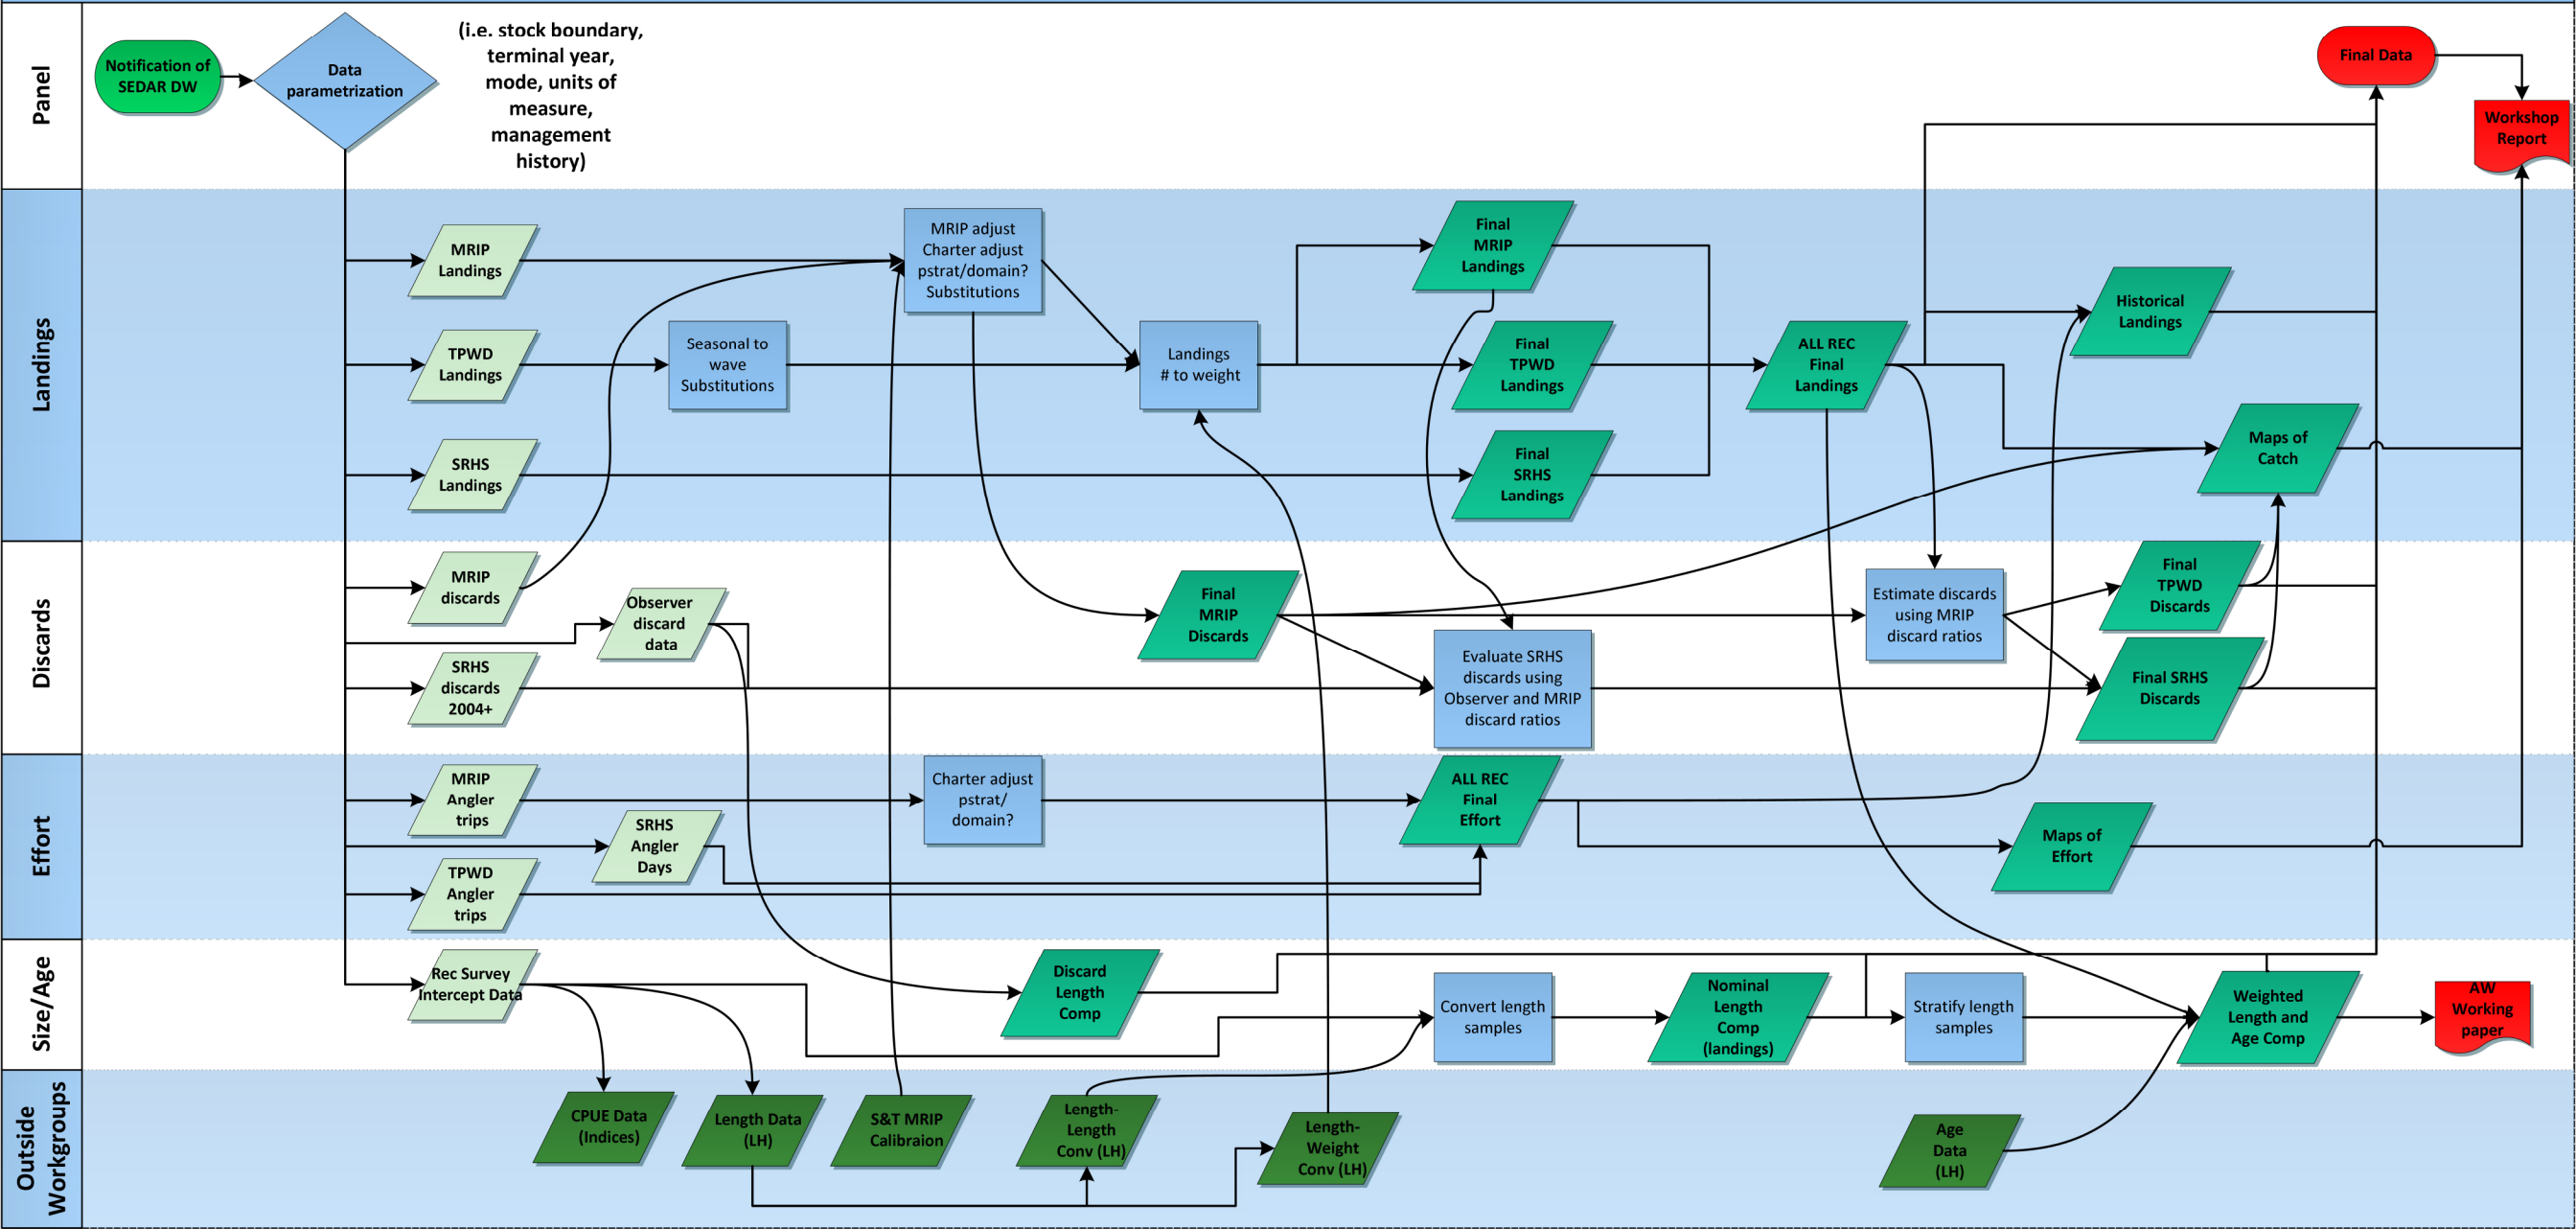 Panel
Notification of
SEDAR DW
Data
parametrization
(i.e. stock boundary,
terminal year,
mode, units of
measure,
management
history)
Final Data
Workshop
Report
Landings
MRIP
Landings
TPWD
Landings
SRHS
Landings
Seasonal to
wave
Substitutions
MRIP adjust
Charter adjust
pstrat/domain?
Substitutions
Landings
# to weight
Final
MRIP
Landings
Final
TPWD
Landings
Final
SRHS
Landings
ALL REC
Final
Landings
Historical
Landings
Maps of
Catch
Discards
MRIP
discards
Observer
discard
data
SRHS
discards
2004+
Final
MRIP
Discards
Evaluate SRHS
discards using
Observer and MRIP
discard ratios
Estimate discards
using MRIP
discard ratios
Final
TPWD
Discards
Final SRHS
Discards
Effort
MRIP
Angler
trips
SRHS
Angler
Days
TPWD
Angler
trips
Charter adjust
pstrat/
domain?
ALL REC
Final
Effort
Maps of
Effort
Size/Age
Rec Survey
Intercept Data
Discard
Length
Comp
Convert length
samples
Nominal
Length
Comp
(landings)
Stratify length
samples
Weighted
Length and
Age Comp
AW
Working
paper
Outside
Workgroups
CPUE Data
(Indices)
Length Data
(LH)
S&T MRIP
Calibraion
Length-
Length
Conv (LH)
Length-
Weight
Conv (LH)
Age
Data
(LH)